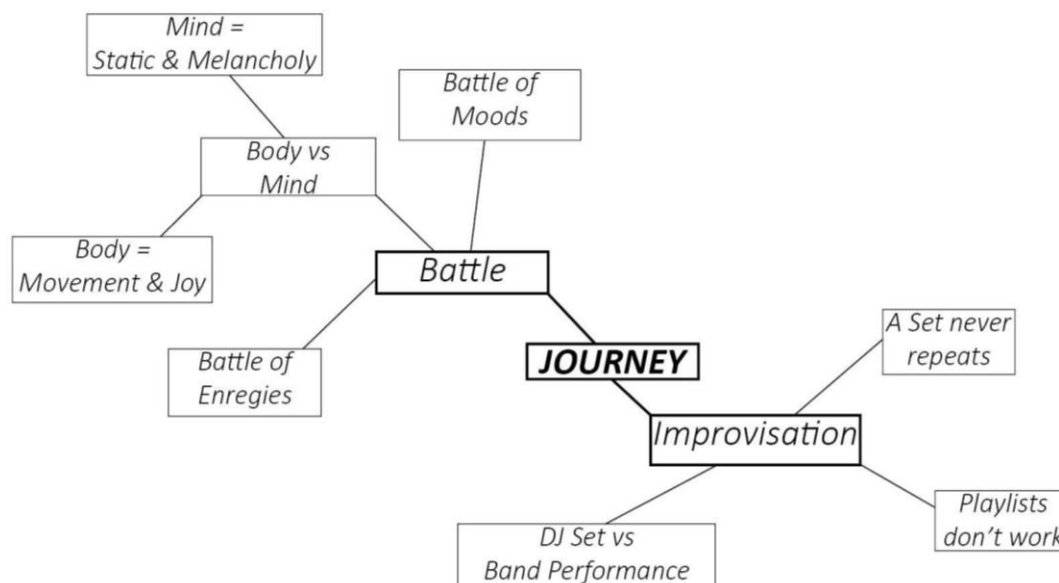 Mind =
Static & Melancholy
Battle of
Moods
Body vs
Mind
Body =
Movement & Joy
Battle
Battle of
Enregies
JOURNEY
A Set never
repeats
Improvisation
Playlists
don't work
DJ Set vs
Band Performance